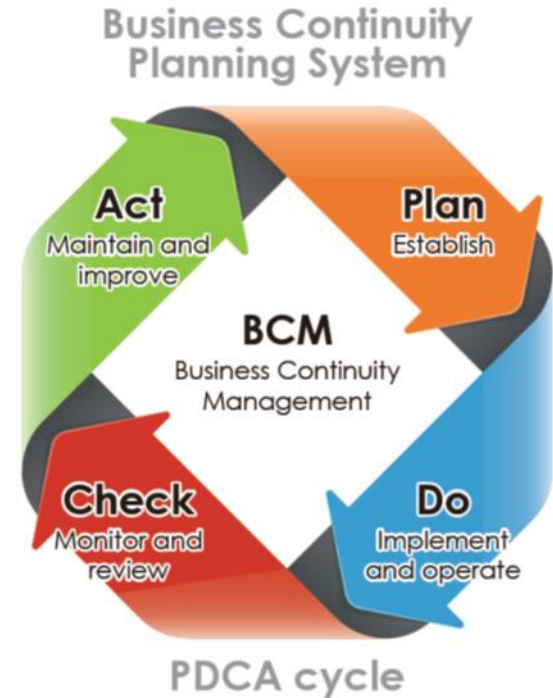 Business Continuity
Planning System
Act
Maintain and
improve
Plan
Establish
BCM
Business Continuity
Management
Check
Monitor and
review
Do
Implement
and operate
PDCA cycle